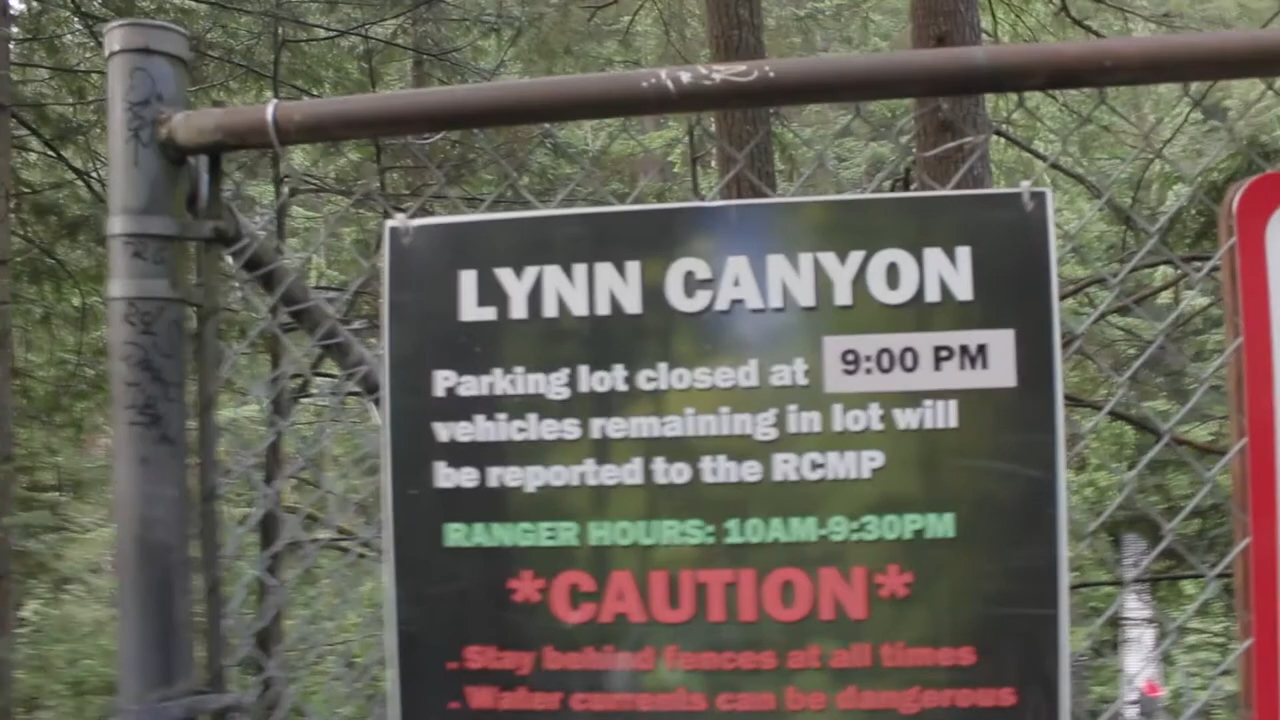 LYNN CANYON
Parking lot closed at 9:00 PM
vehicles remaining in lot will
be reported to the RCMP
RANGER HOURS: 10AM-9:30PM
*CAUTION*
- Stay behind fences at all times
- Water currents can be dangerous